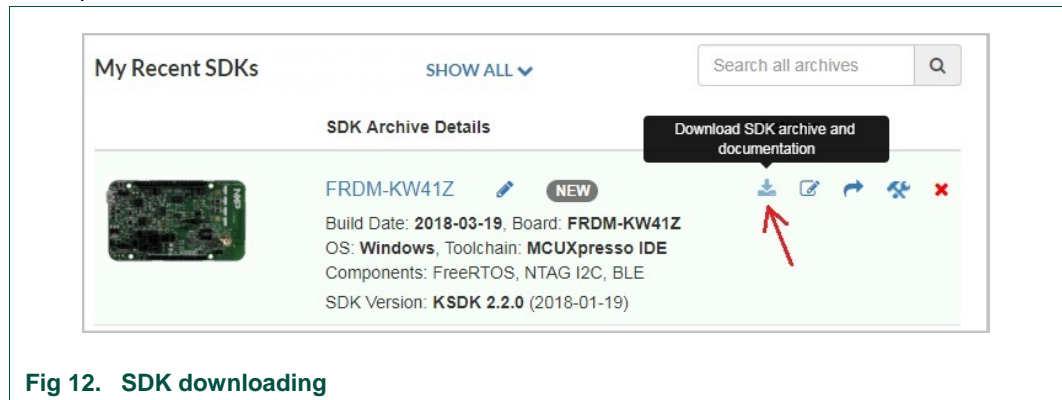 My Recent SDKs
SHOW ALL
Search all archives
SDK Archive Details
Download SDK archive and
documentation
FRDM-KW41Z
NEW
Build Date: 2018-03-19, Board: FRDM-KW41Z
OS: Windows, Toolchain: MCUXpresso IDE
Components: FreeRTOS, NTAG I2C, BLE
SDK Version: KSDK 2.2.0 (2018-01-19)
NXP
Fig 12. SDK downloading